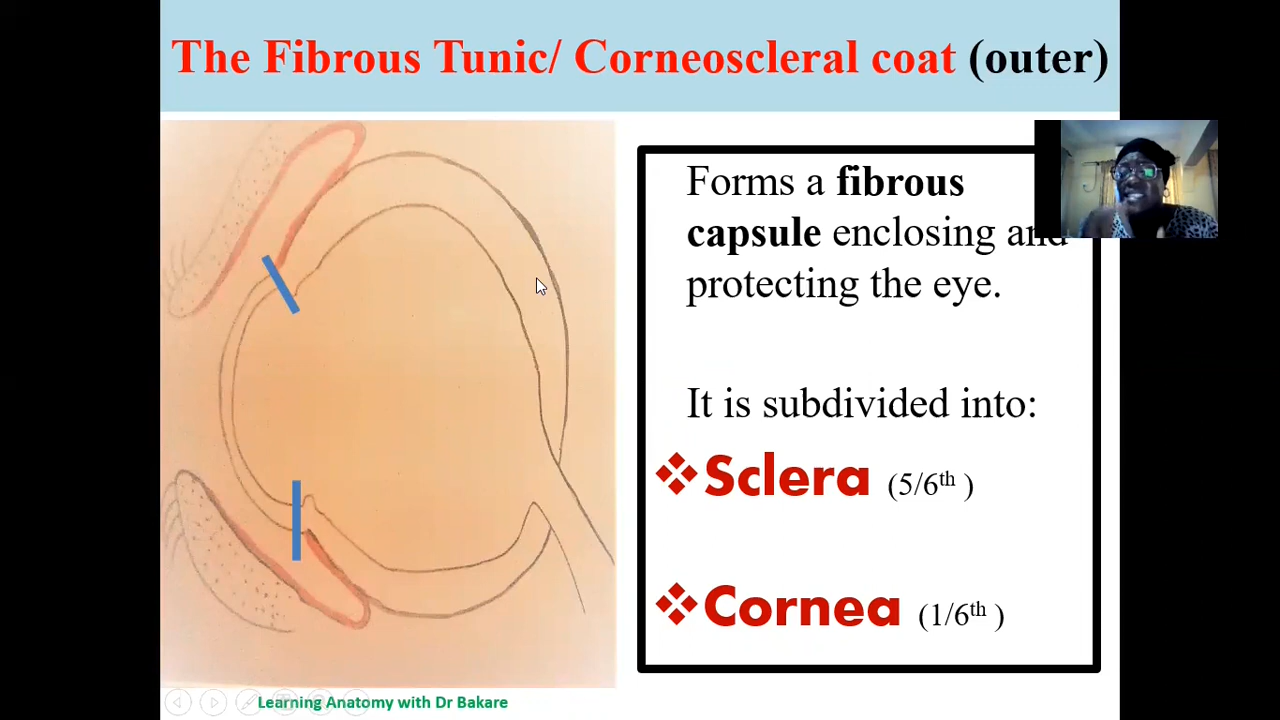 The Fibrous Tunic/ Corneoscleral coat (outer)
Forms a fibrous
capsule enclosing and
protecting the eye.
It is subdivided into:
❖Sclera (5/6th )
❖Cornea (1/6th )
Learning Anatomy with Dr Bakare